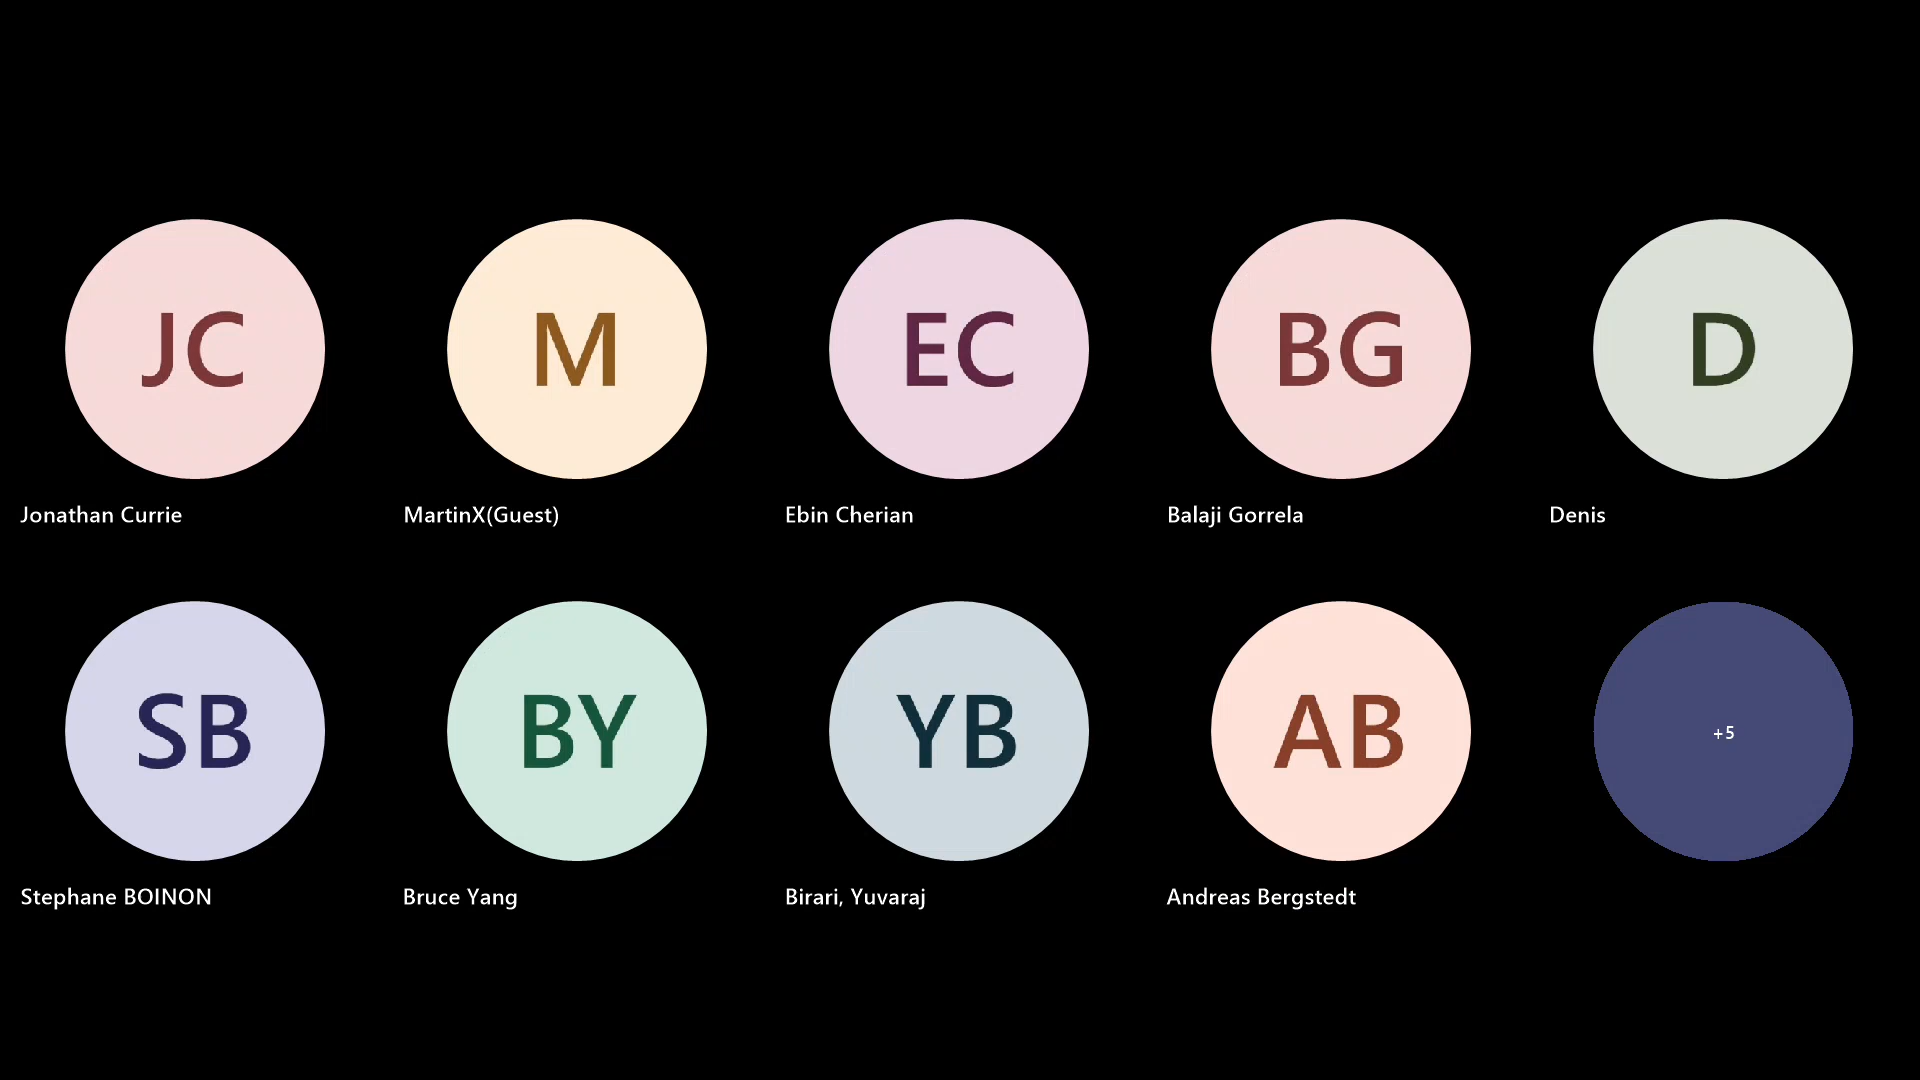 JC
M
EC
BG
D
Jonathan Currie
MartinX(Guest)
Ebin Cherian
Balaji Gorrela
Denis
SB
BY
YB
AB
+5
Stephane BOINON
Bruce Yang
Birari, Yuvaraj
Andreas Bergstedt